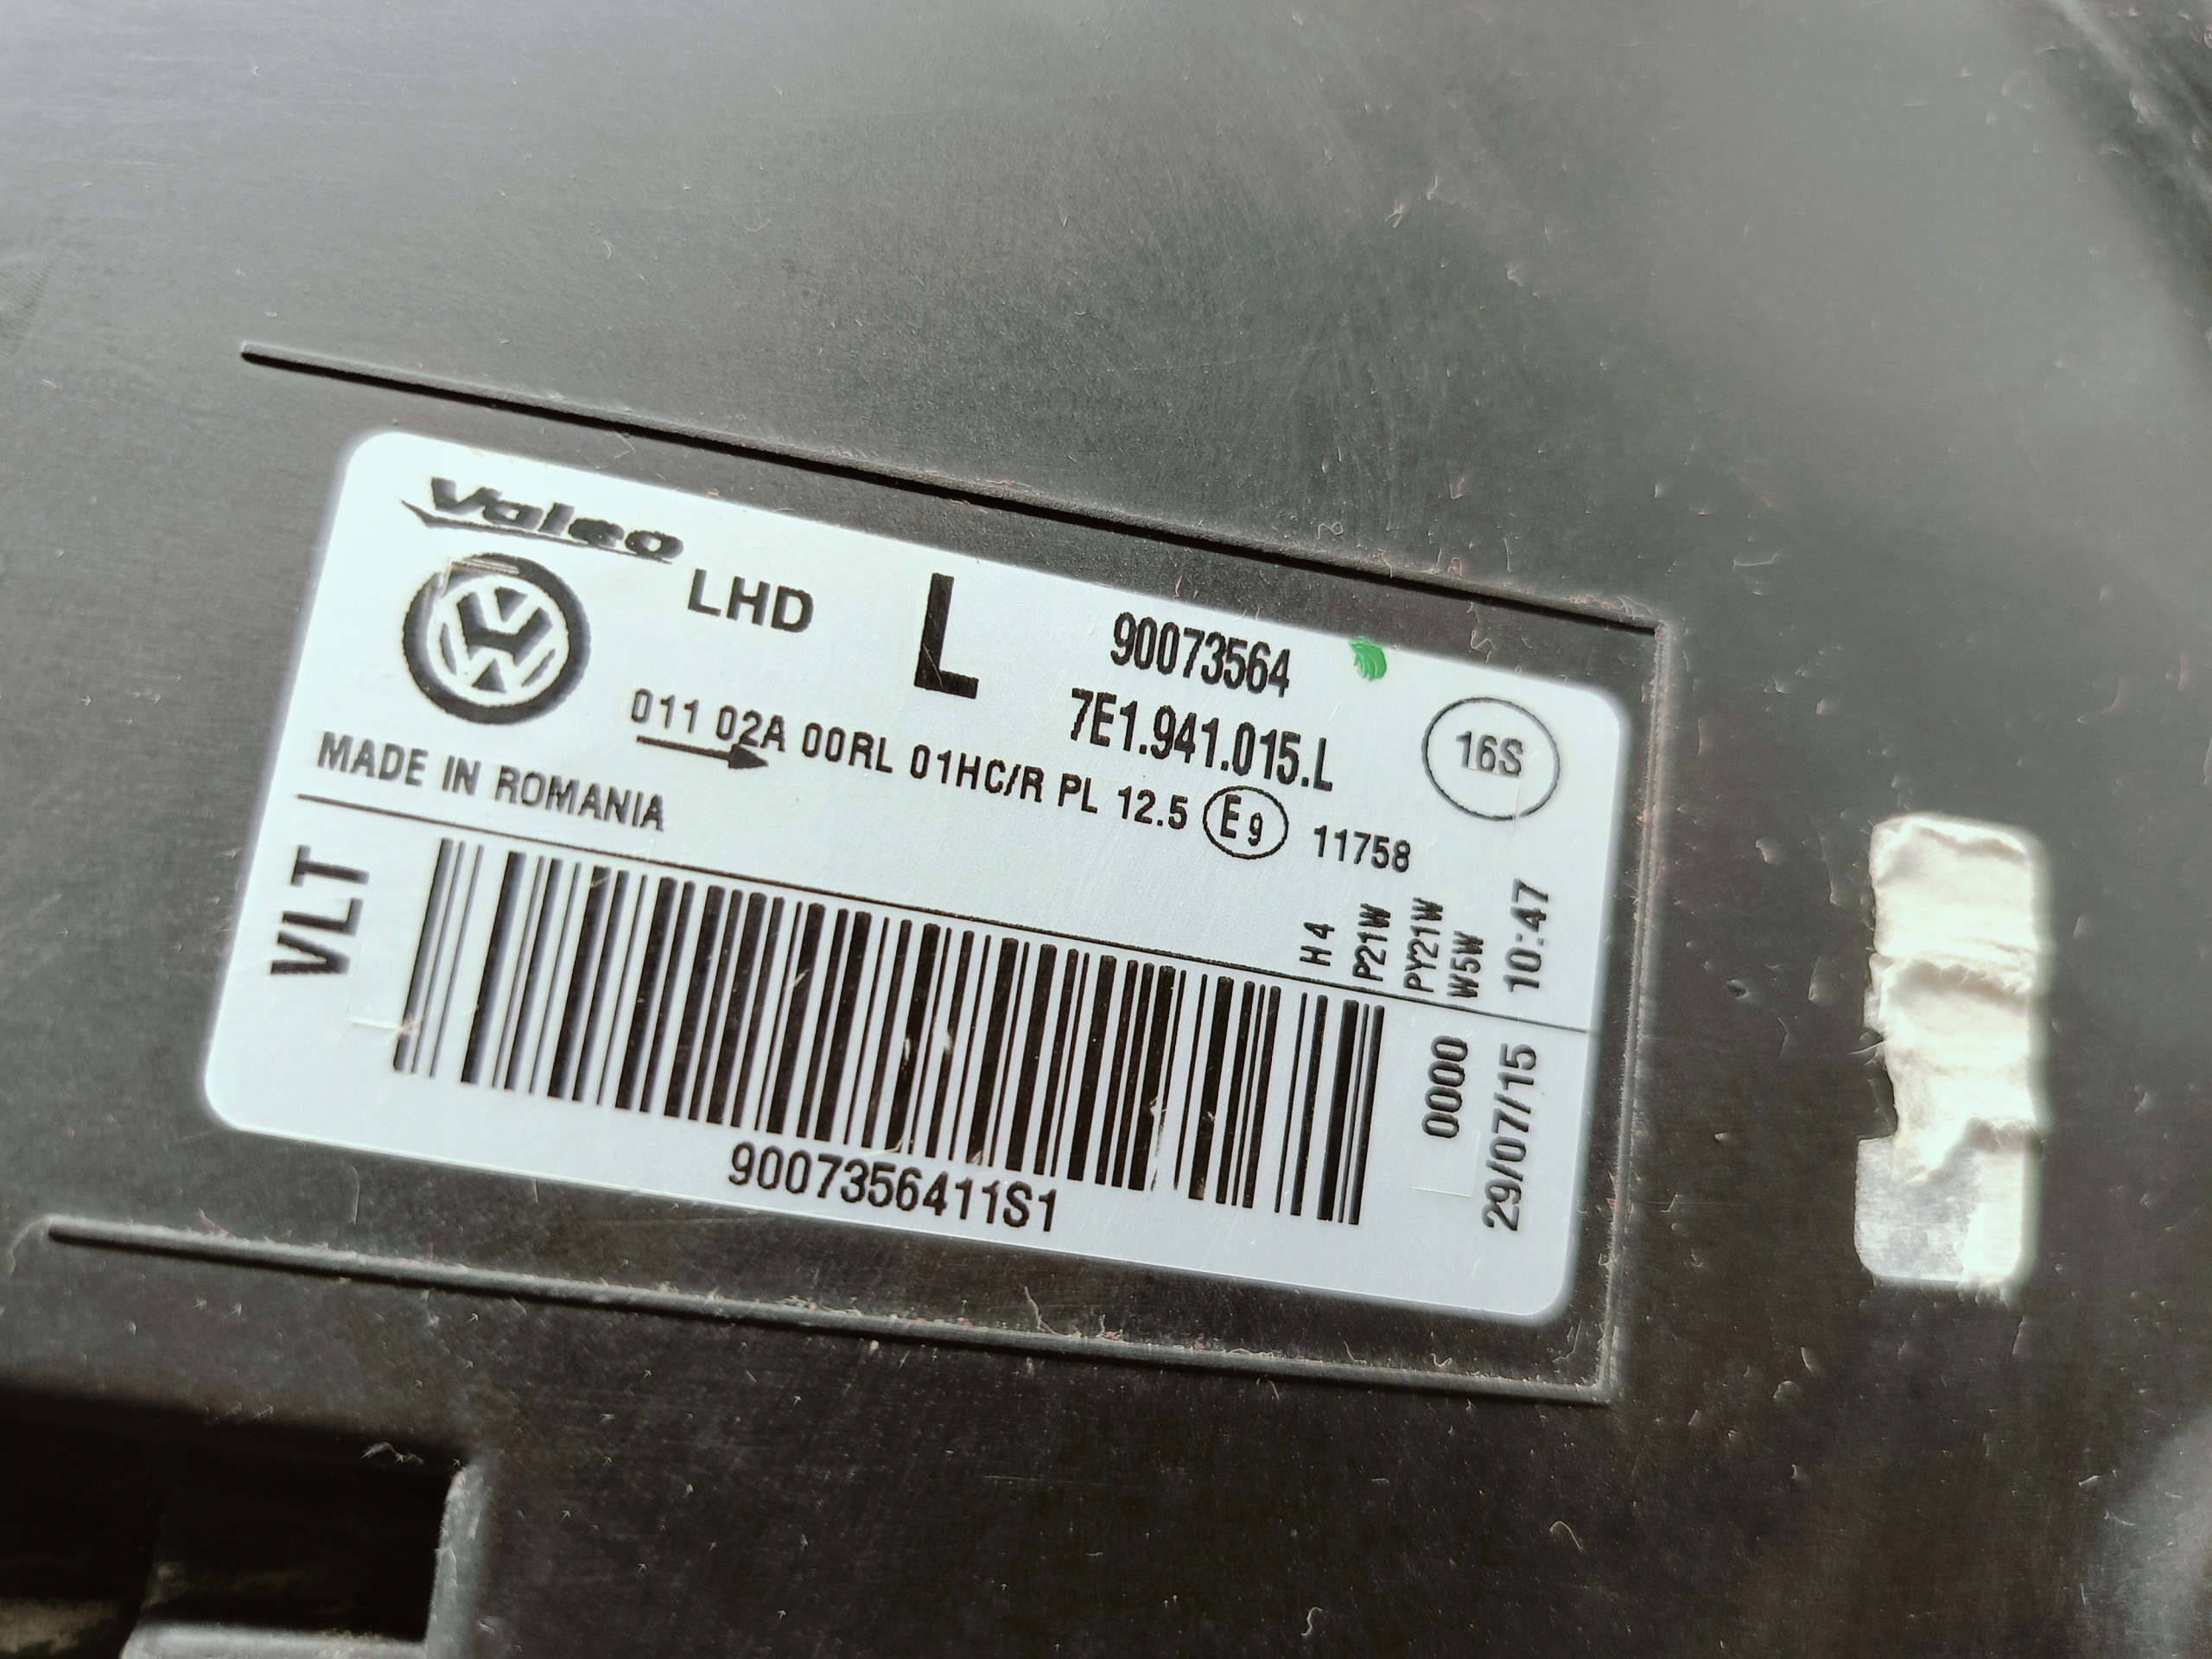 Valeo
LHD
L
90073564
7E1.941.015.L
16S
011 02A 00RL 01HC/R PL 12.5 E9 11758
MADE IN ROMANIA
VLT
H4
P21W
PY21W
W5W
10:47
0000
29/07/15
9007356411S1